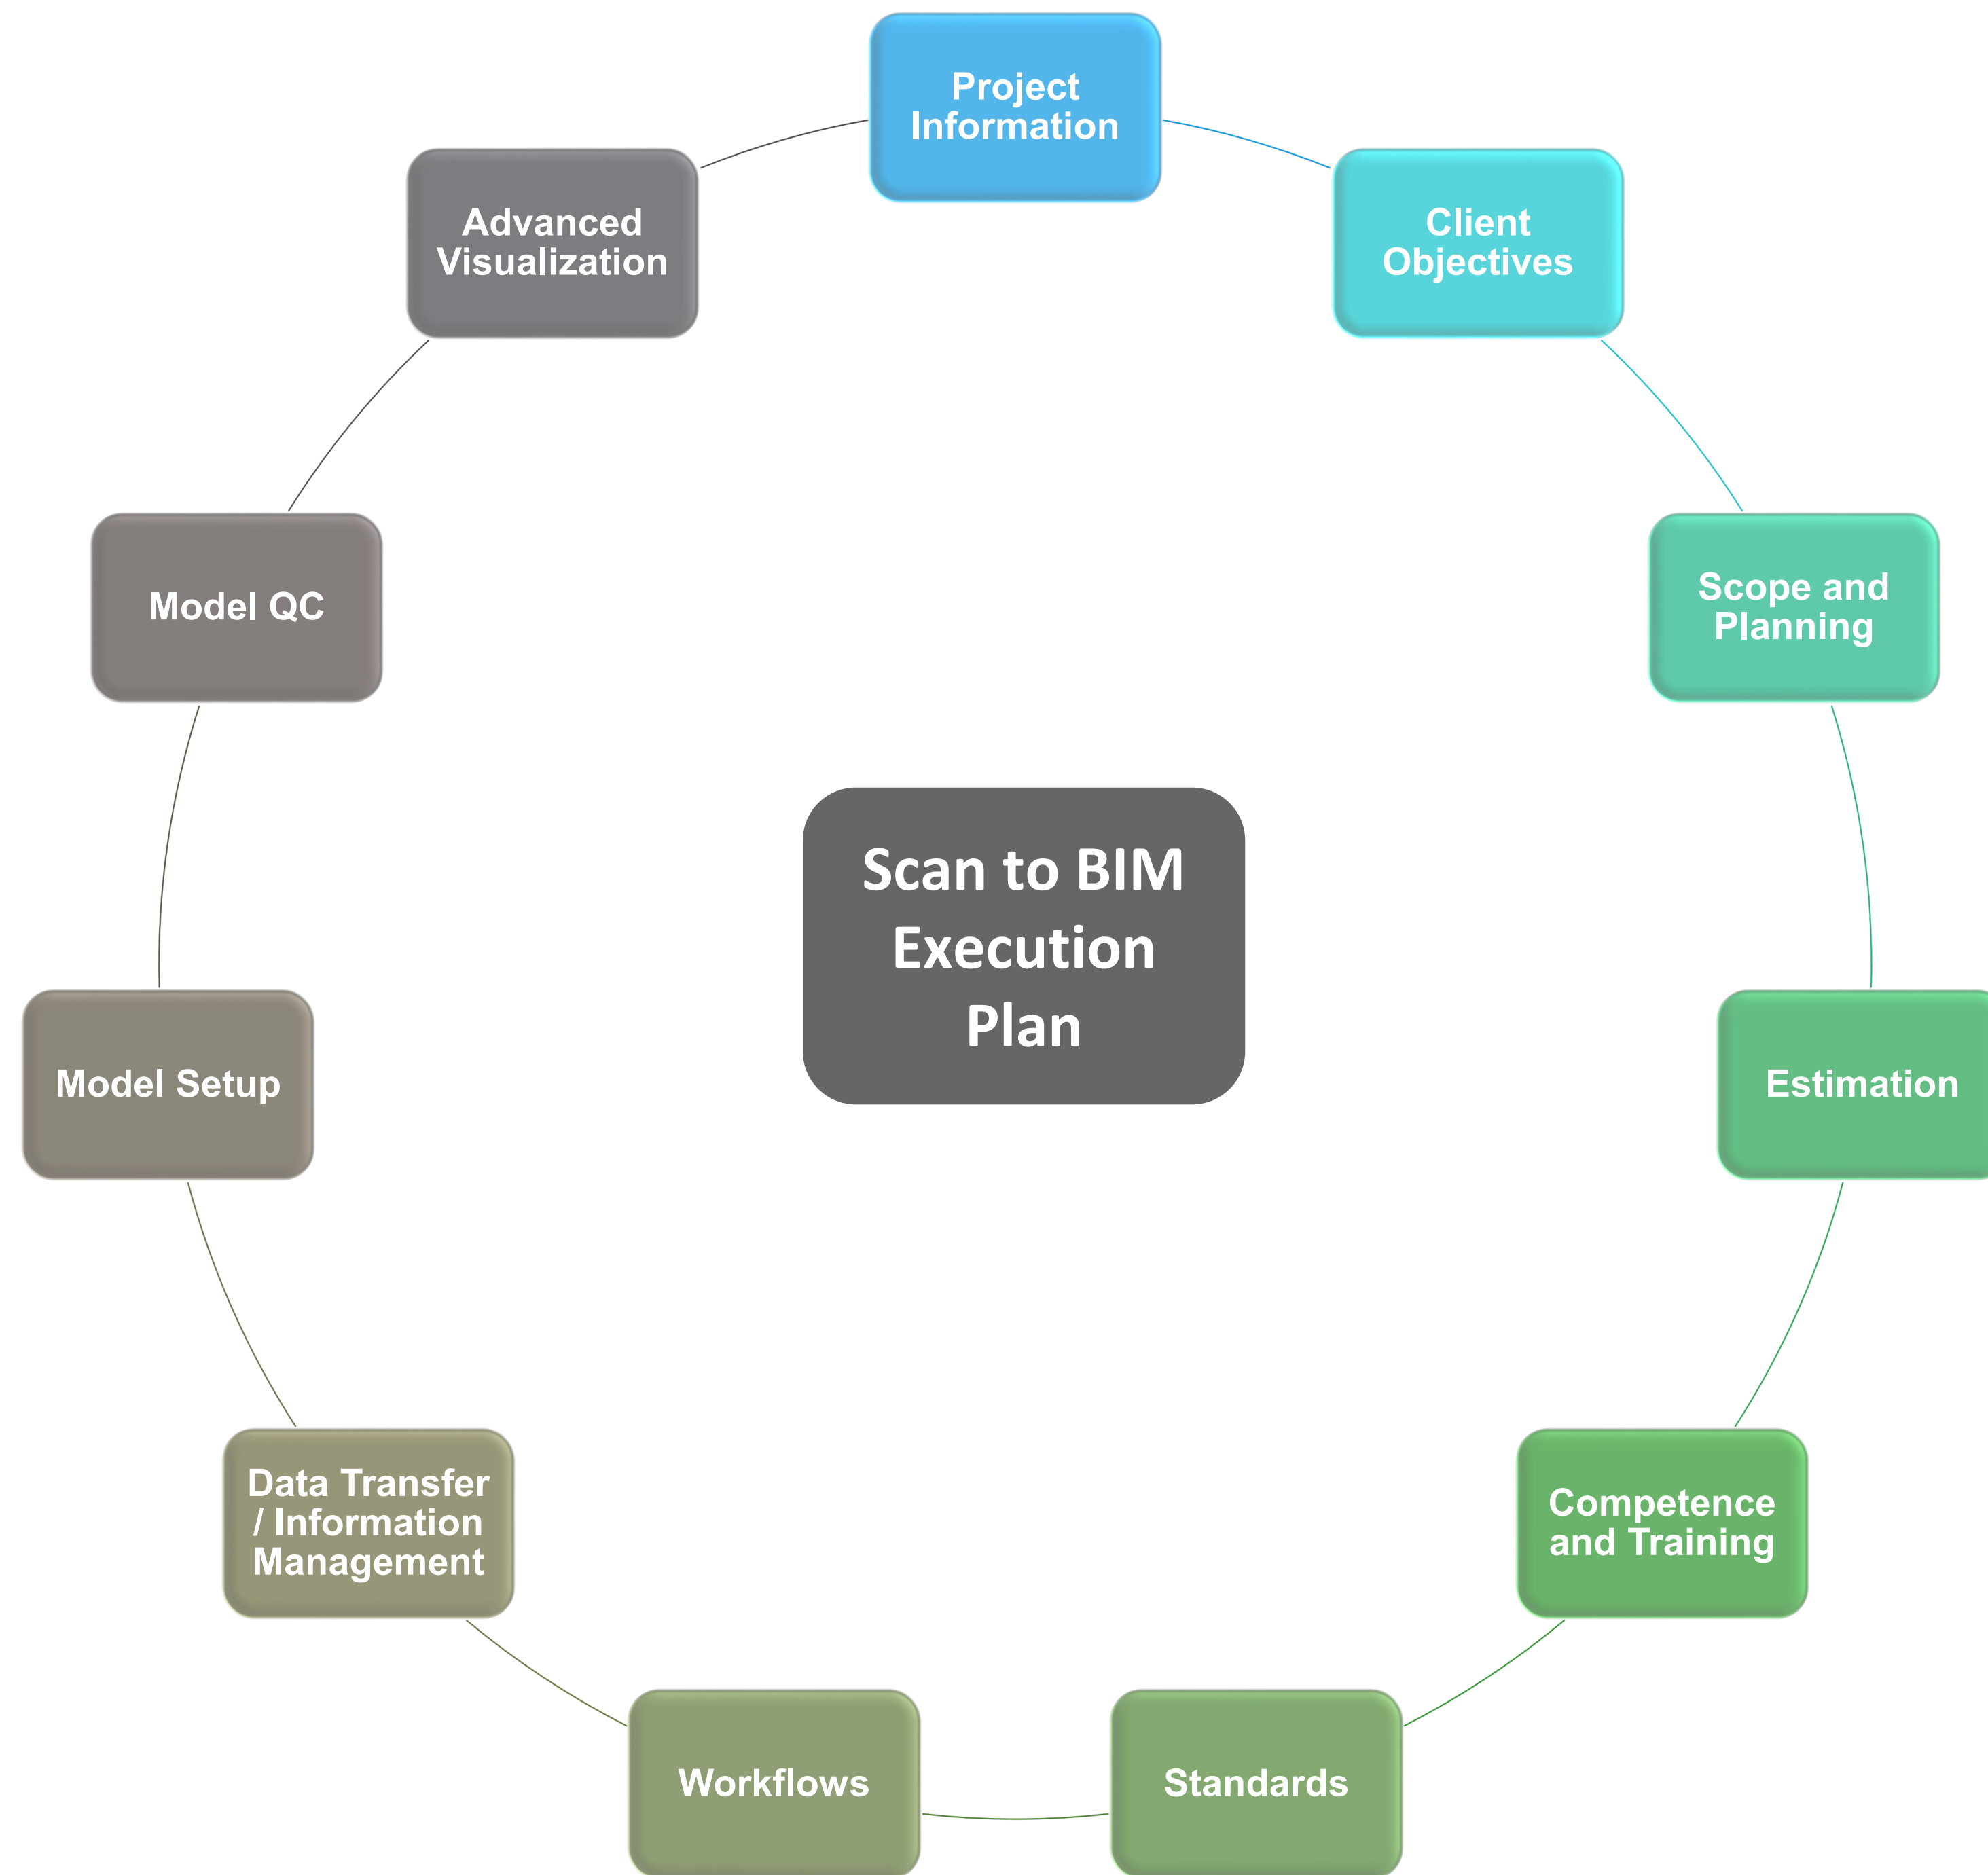 Project
Information
Client
Objectives
Scope and
Planning
Estimation
Competence
and Training
Standards
Workflows
Data Transfer
/ Information
Management
Model Setup
Model QC
Advanced
Visualization
Scan to BIM
Execution
Plan